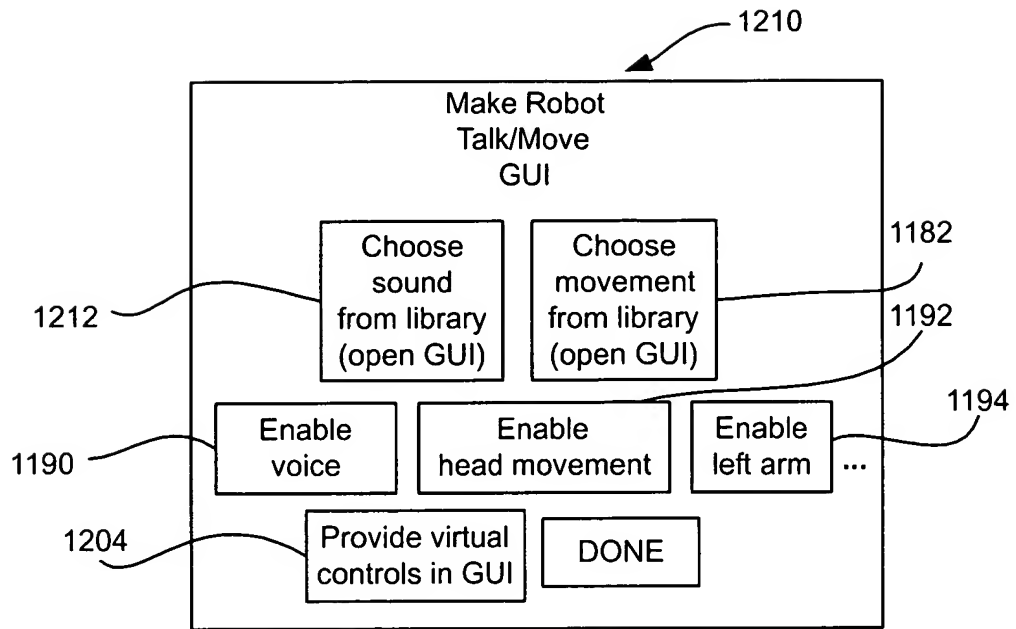 1210
Make Robot
Talk/Move
GUI
Choose
sound
from library
(open GUI)
Choose
movement
from library
(open GUI)
1182
1212
1192
Enable
voice
Enable
head movement
Enable
left arm
...
1194
1190
1204
Provide virtual
controls in GUI
DONE